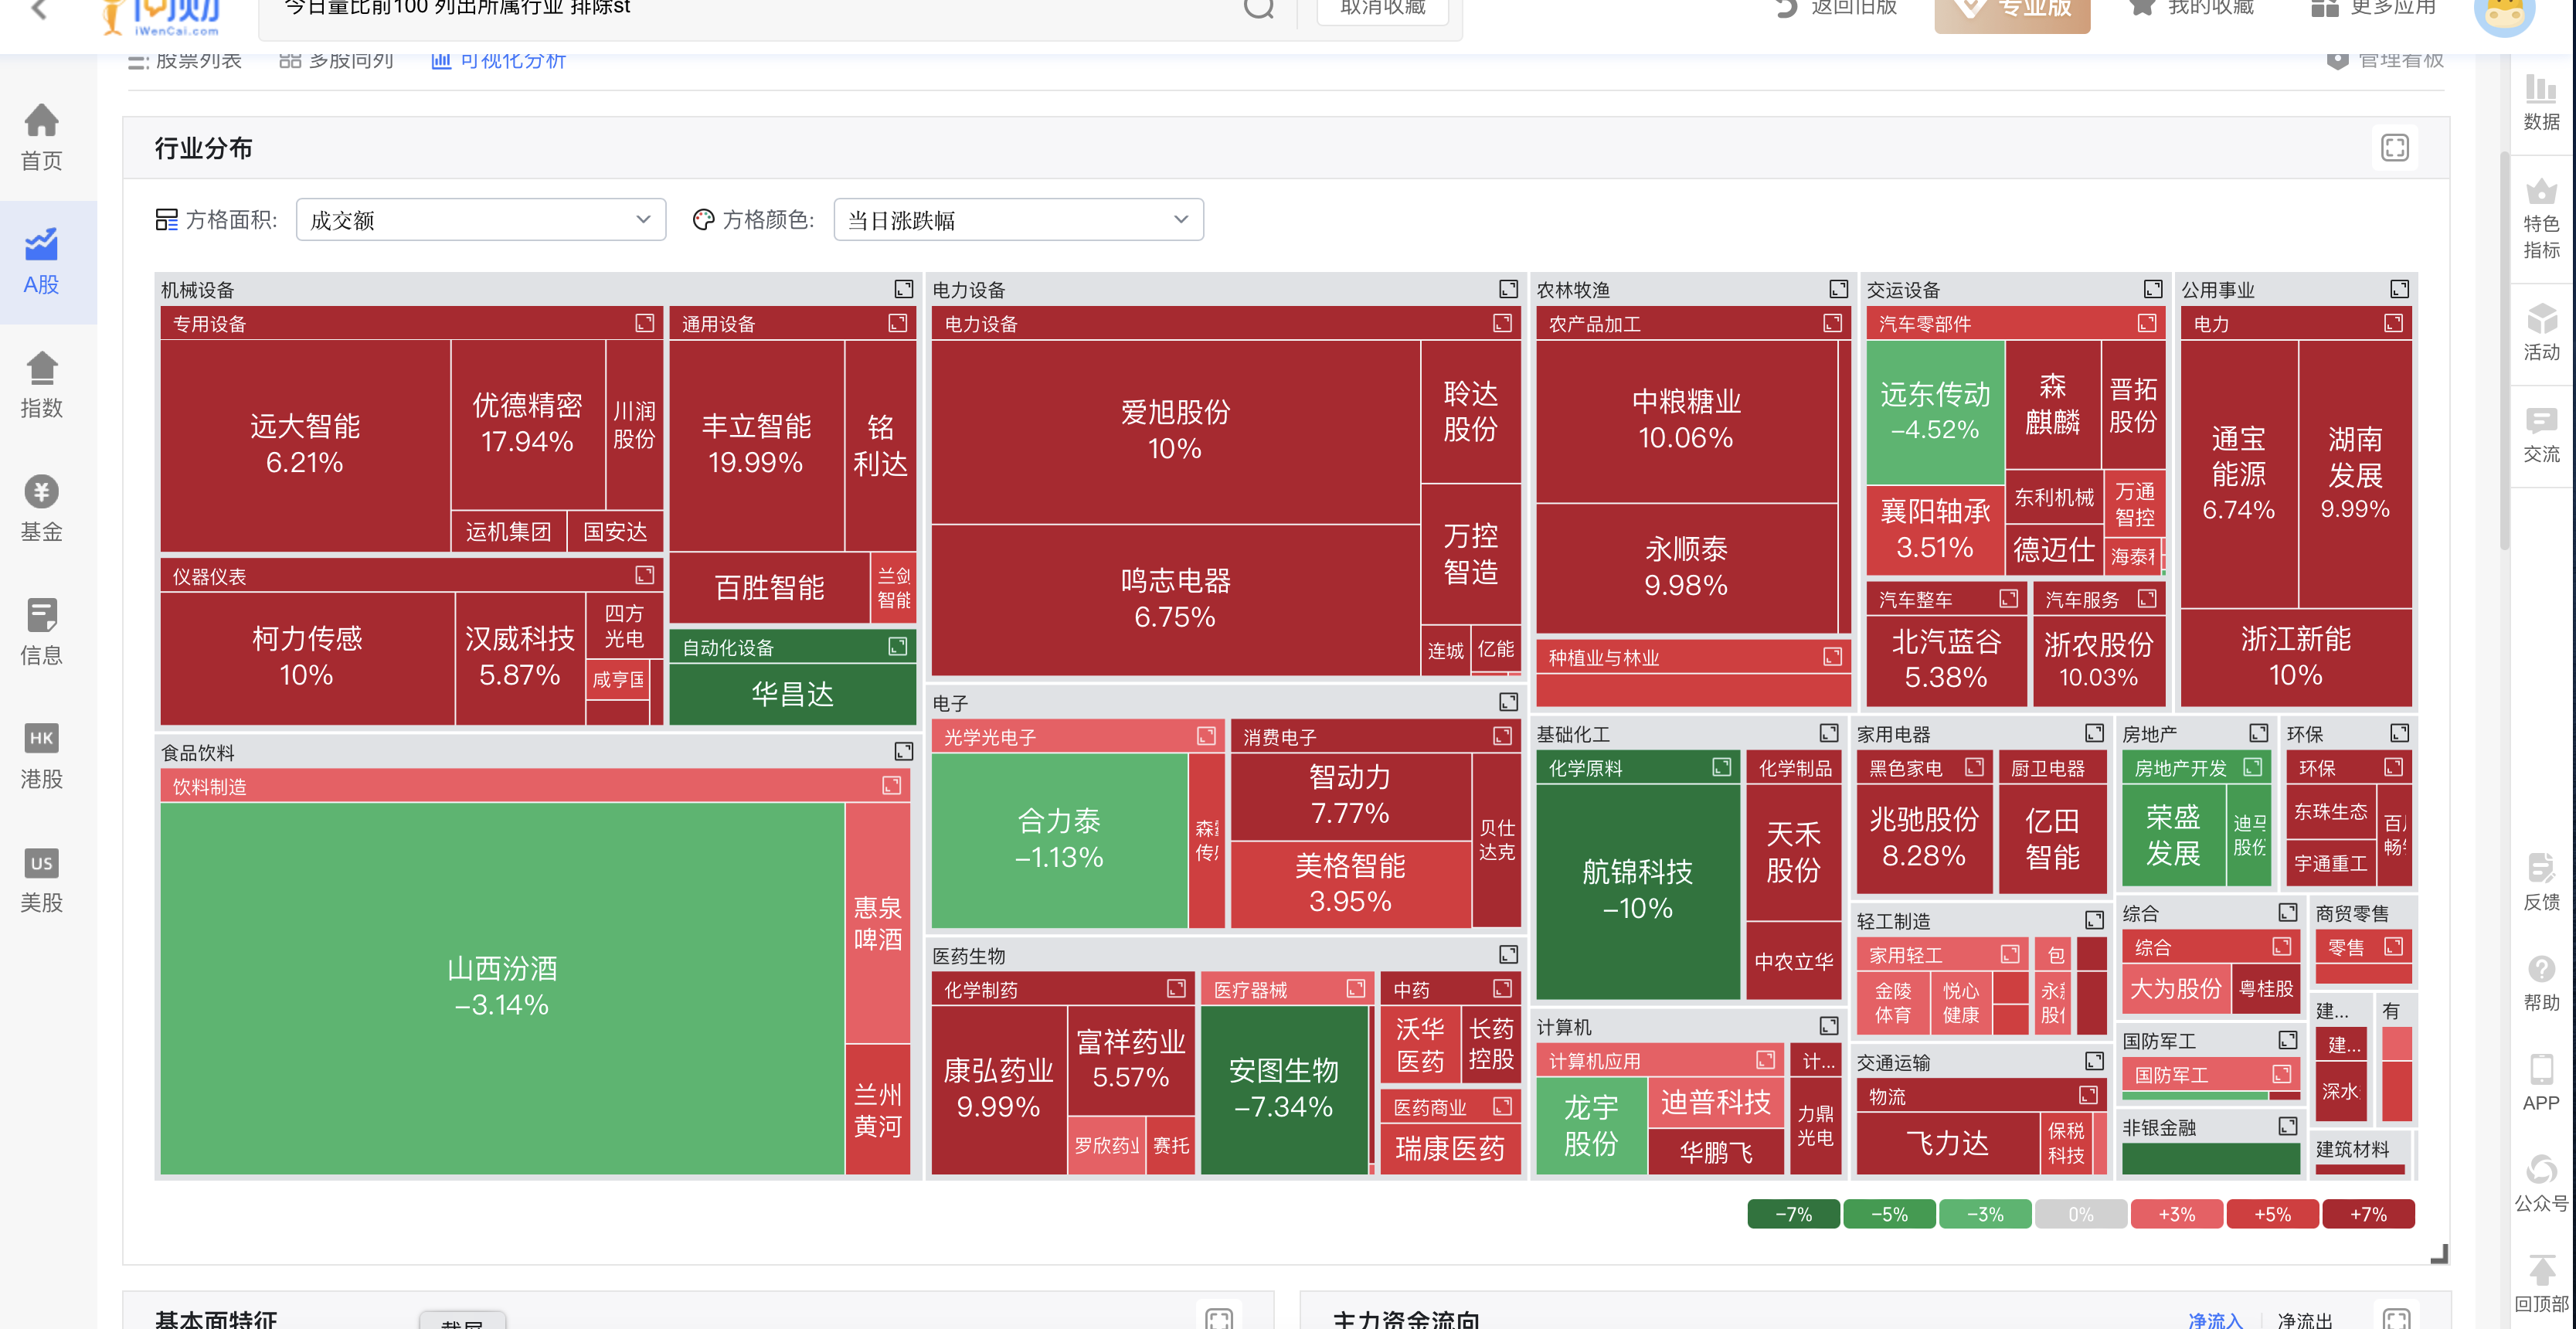 问财
iWenCai.com
今日量比前100 列出所属行业 排除st
取消收藏
返回旧版
专业版
我的收藏
更多应用
股票列表
多股同列
可视化分析
管理看板
首页
A股
指数
¥
基金
信息
HK
港股
US
美股
行业分布
方格面积:
成交额
方格颜色:
当日涨跌幅
机械设备
专用设备
远大智能
6.21%
优德精密
17.94%
川润
股份
运机集团
国安达
通用设备
丰立智能
19.99%
铭
利达
百胜智能
兰剑
智能
仪器仪表
柯力传感
10%
汉威科技
5.87%
四方
光电
咸亨国
自动化设备
华昌达
食品饮料
饮料制造
山西汾酒
-3.14%
惠泉
啤酒
兰州
黄河
电力设备
电力设备
爱旭股份
10%
鸣志电器
6.75%
聆达
股份
万控
智造
连城
亿能
电子
光学光电子
合力泰
-1.13%
森
传
消费电子
智动力
7.77%
美格智能
3.95%
贝仕
达克
医药生物
化学制药
康弘药业
9.99%
富祥药业
5.57%
罗欣药业
赛托
医疗器械
安图生物
-7.34%
中药
沃华
医药
长药
控股
医药商业
瑞康医药
农林牧渔
农产品加工
中粮糖业
10.06%
永顺泰
9.98%
种植业与林业
交运设备
汽车零部件
远东传动
-4.52%
襄阳轴承
3.51%
森
麒麟
晋拓
股份
东利机械
万通
智控
德迈仕
海泰科
汽车整车
北汽蓝谷
5.38%
汽车服务
浙农股份
10.03%
公用事业
电力
通宝
能源
6.74%
湖南
发展
9.99%
浙江新能
10%
基础化工
化学原料
航锦科技
-10%
化学制品
天禾
股份
中农立华
计算机
计算机应用
龙宇
股份
迪普科技
华鹏飞
计...
力鼎
光电
家用电器
黑色家电
兆驰股份
8.28%
厨卫电器
亿田
智能
轻工制造
家用轻工
金陵
体育
悦心
健康
包
永
股份
交通运输
物流
飞力达
保税
科技
房地产
房地产开发
荣盛
发展
迪马
股份
环保
环保
东珠生态
宇通重工
百
畅
综合
综合
大为股份
粤桂股
商贸零售
零售
国防军工
国防军工
建...
建...
深水
有
非银金融
建筑材料
-7%
-5%
-3%
0%
+3%
+5%
+7%
基本面特征
截屏
主力资金流向
净流入
净流出
数据
特色
指标
活动
交流
反馈
帮助
APP
公众号
回顶部